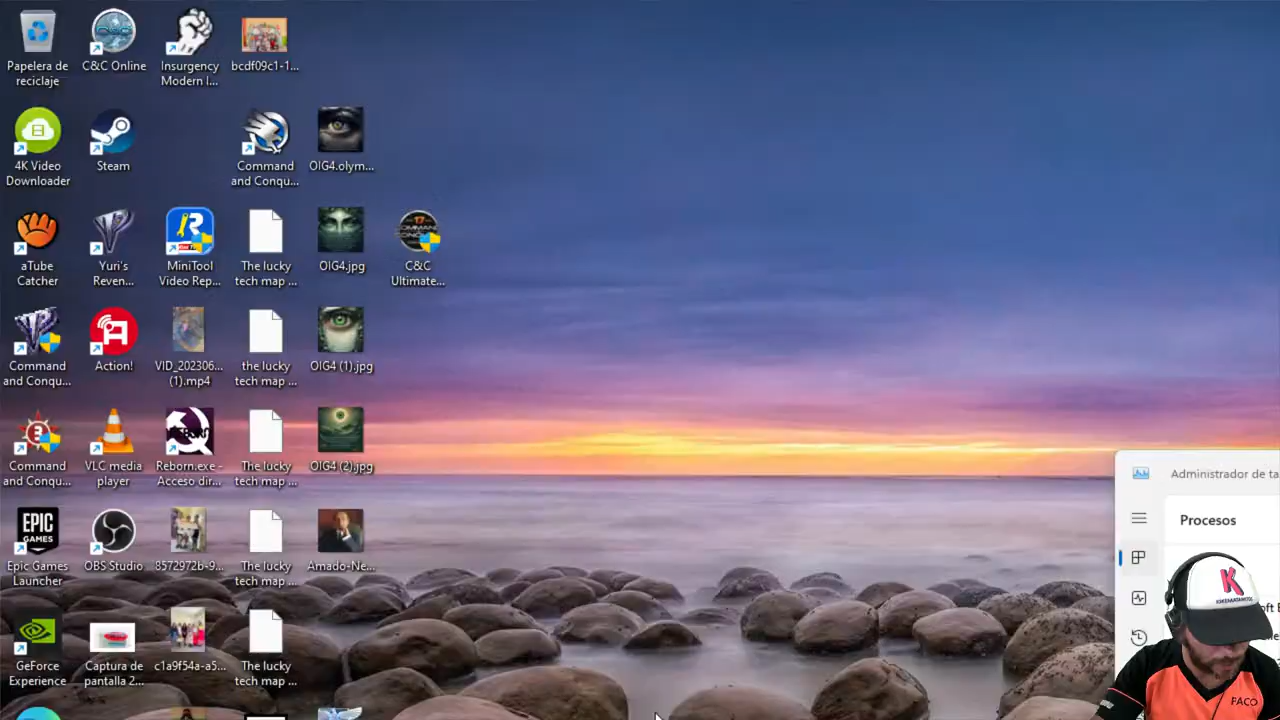 Papelera de
reciclaje
C&C Online
Insurgency
Modern I...
bcdf09c1-1...
4K Video
Downloader
Steam
Command
and Conqu...
OIG4.olym...
aTube
Catcher
Yuri's
Reven...
MiniTool
Video Rep...
The lucky
tech map ...
OIG4.jpg
C&C
Ultimate...
Command
and Conqu...
Action!
VID_202306...
(1).mp4
the lucky
tech map ...
OIG4 (1).jpg
Command
and Conqu...
VLC media
player
Reborn.exe -
Acceso dir...
The lucky
tech map ...
OIG4 (2).jpg
EPIC
GAMES
Epic Games
Launcher
OBS Studio
8572972b-9...
The lucky
tech map ...
Amado-Ne...
GeForce
Experience
Captura de
pantalla 2...
c1a9f54a-a5...
The lucky
tech map ...
Administrador de ta
Procesos
K
PACO